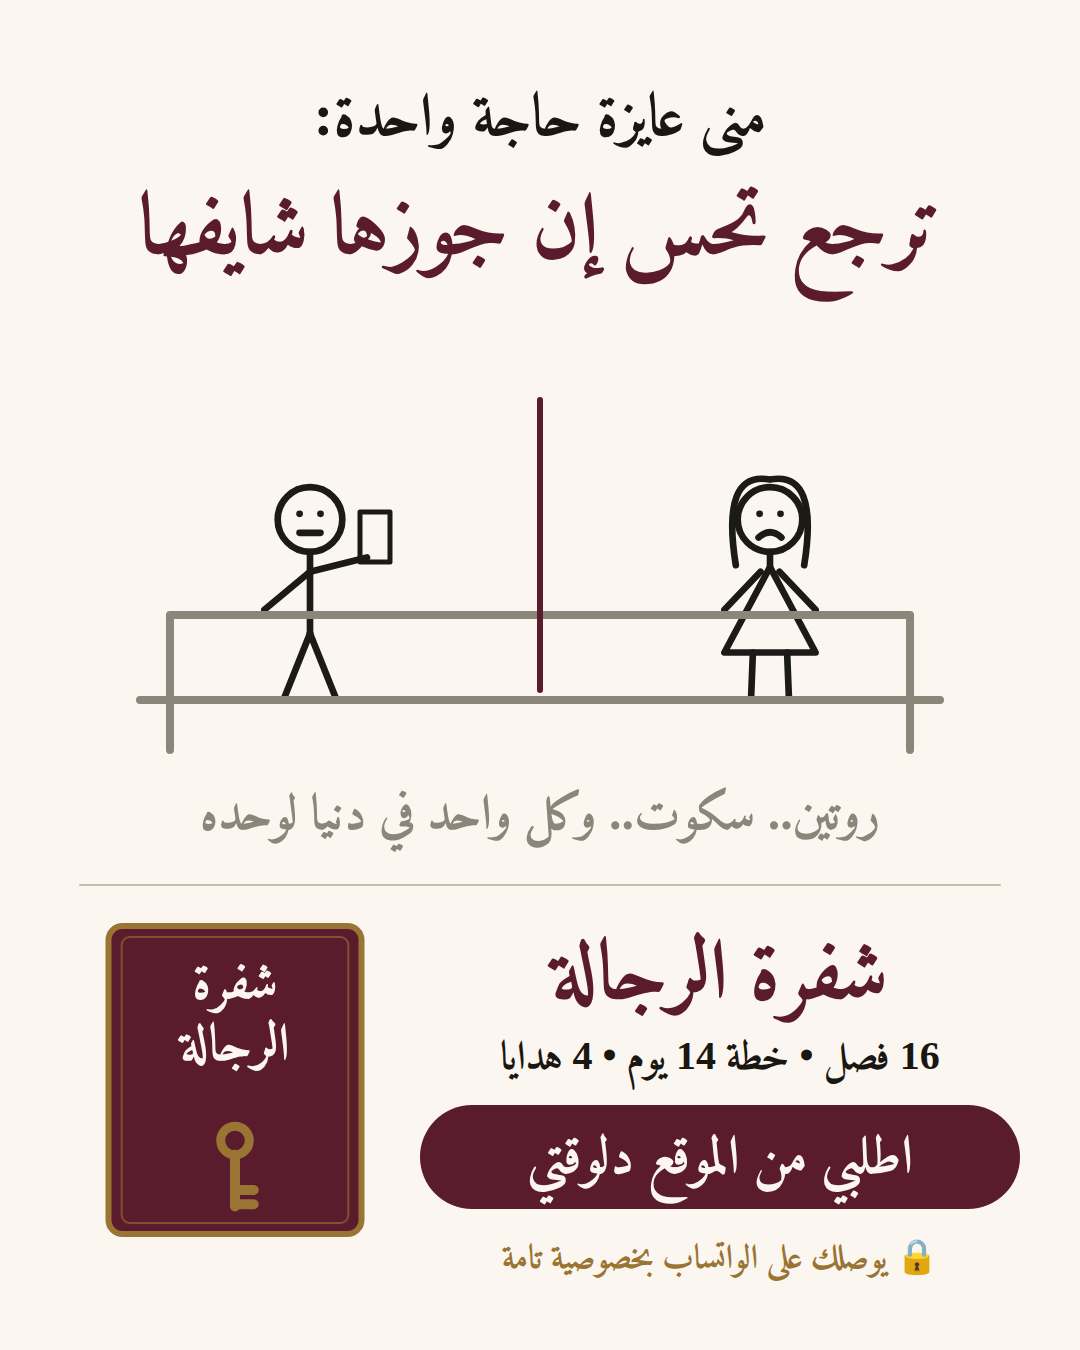 منى عايزة حاجة واحدة:
ترجع تحس إن جوزها شايفها
روتين.. سكوت.. وكل واحد في دنيا لوحده
شفرة الرجالة
16 فصل • خطة 14 يوم • 4 هدايا
اطلبي من الموقع دلوقتي
🔒 يوصلك على الواتساب بخصوصية تامة
شفرة
الرجالة